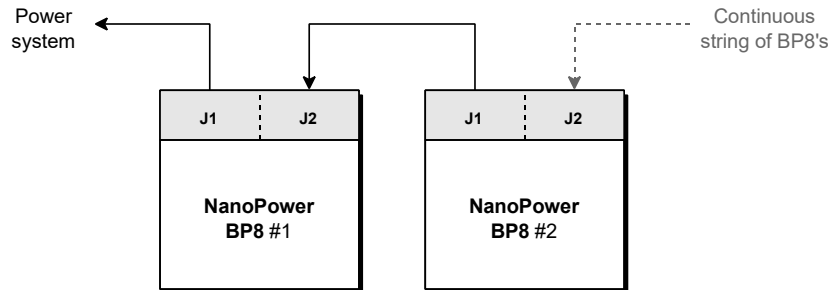 Power
system
Continuous
string of BP8's
J1
J2
J1
J2
NanoPower
BP8 #1
NanoPower
BP8 #2